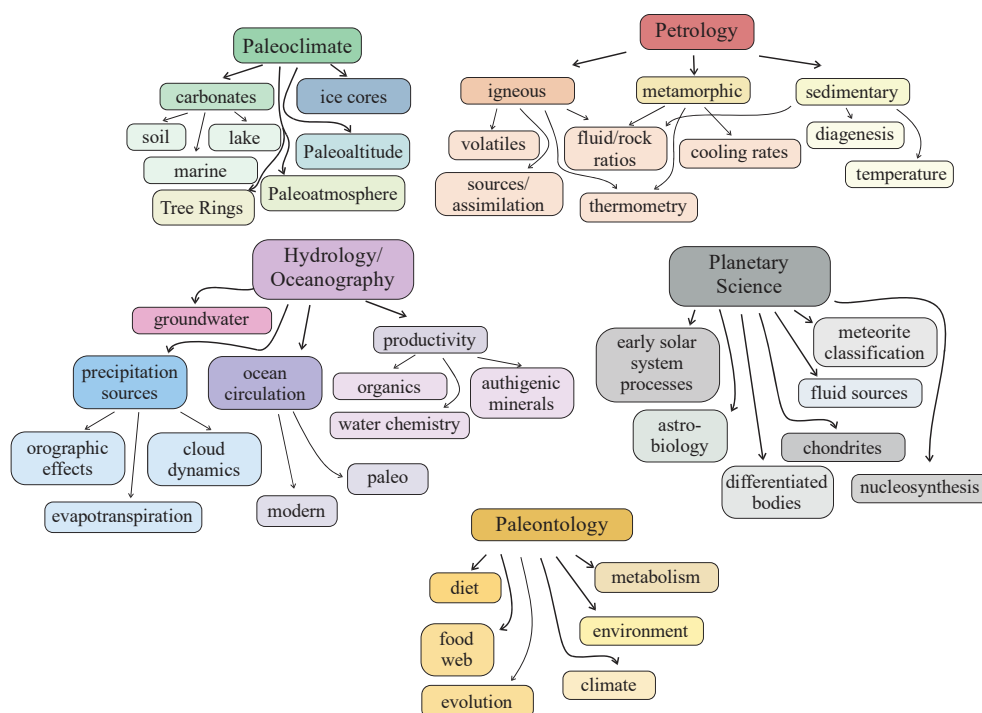 Paleoclimate
carbonates
ice cores
soil
lake
marine
Paleoaltitude
Tree Rings
Paleoatmosphere
Petrology
igneous
metamorphic
sedimentary
volatiles
fluid/rock
ratios
cooling rates
diagenesis
sources/
assimilation
thermometry
temperature
Hydrology/
Oceanography
groundwater
precipitation
sources
ocean
circulation
productivity
organics
authigenic
minerals
water chemistry
orographic
effects
cloud
dynamics
evapotranspiration
modern
paleo
Planetary
Science
early solar
system
processes
meteorite
classification
fluid sources
astro-
biology
chondrites
differentiated
bodies
nucleosynthesis
Paleontology
diet
metabolism
food
web
environment
evolution
climate